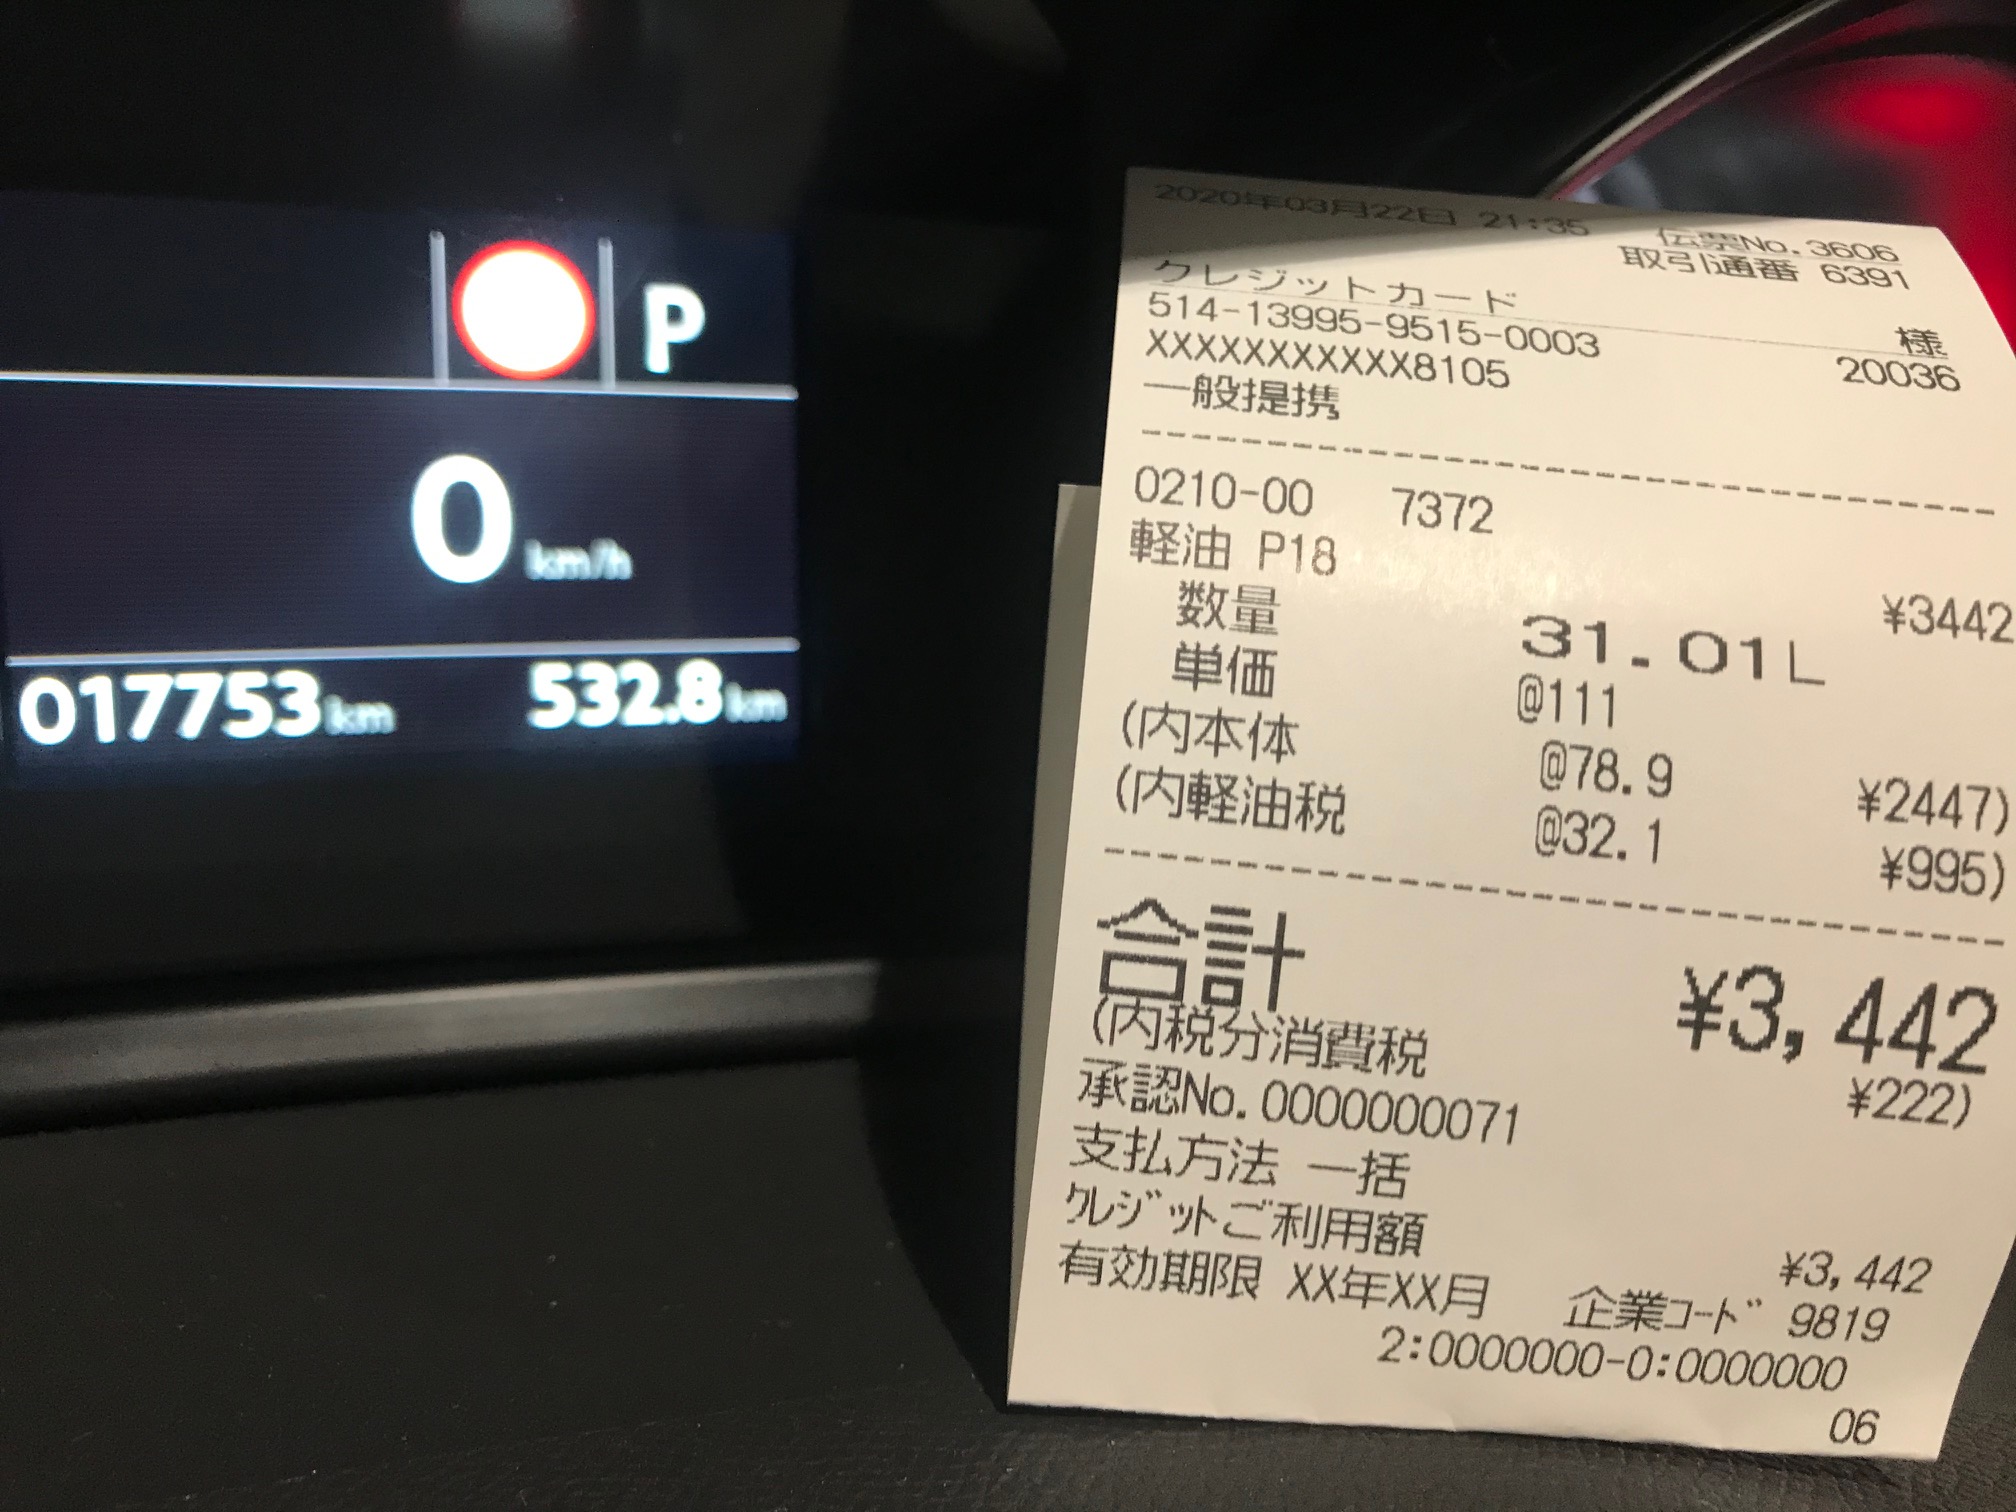 P
0 km/h
017753 km 532.8 km
2020年03月22日 21:35
伝票No.3606
取引通番 6391
クレジットカード
様
514-13995-9515-0003
20036
XXXXXXXXXXXX8105
一般提携
0210-00 7372
軽油 P18
¥3442
数量 31.01L
単価 @111
(内本体 @78.9 ¥2447)
(内軽油税 @32.1 ¥995)
合計 ¥3,442
(内税分消費税 ¥222)
承認No.0000000071
支払方法 一括
クレジットご利用額 ¥3,442
有効期限 XX年XX月 企業コード 9819
2:0000000-0:0000000
06